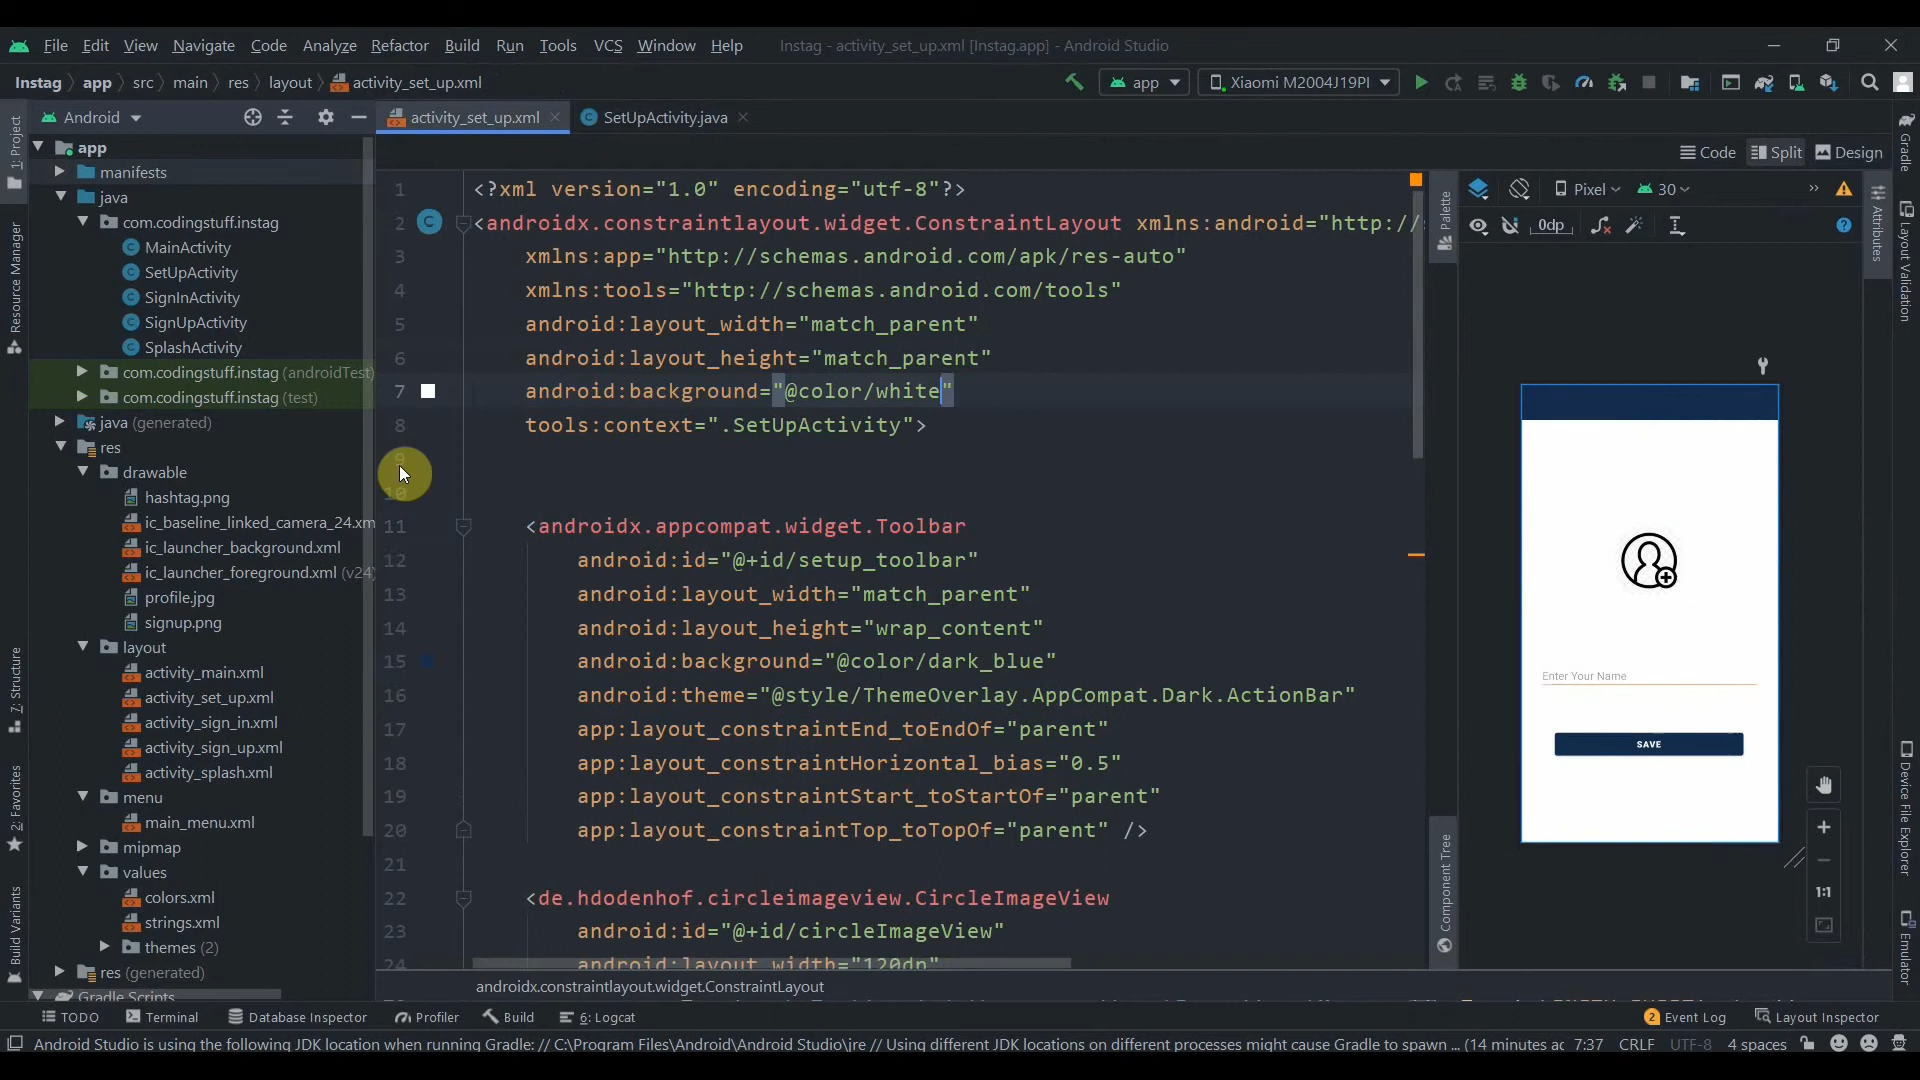 File Edit View Navigate Code Analyze Refactor Build Run Tools VCS Window Help Instag - activity_set_up.xml [Instag.app] - Android Studio
Instag app src main res layout activity_set_up.xml app Xiaomi M2004J19PI
Android activity_set_up.xml SetUpActivity.java
Code Split Design
1: Project
Resource Manager
7: Structure
2: Favorites
Build Variants
app
manifests
java
com.codingstuff.instag
MainActivity
SetUpActivity
SignInActivity
SignUpActivity
SplashActivity
com.codingstuff.instag (androidTest)
com.codingstuff.instag (test)
java (generated)
res
drawable
hashtag.png
ic_baseline_linked_camera_24.xm
ic_launcher_background.xml
ic_launcher_foreground.xml (v24)
profile.jpg
signup.png
layout
activity_main.xml
activity_set_up.xml
activity_sign_in.xml
activity_sign_up.xml
activity_splash.xml
menu
main_menu.xml
mipmap
values
colors.xml
strings.xml
themes (2)
res (generated)
Gradle Scripts
1 <?xml version="1.0" encoding="utf-8"?>
2 <androidx.constraintlayout.widget.ConstraintLayout xmlns:android="http://
3 xmlns:app="http://schemas.android.com/apk/res-auto"
4 xmlns:tools="http://schemas.android.com/tools"
5 android:layout_width="match_parent"
6 android:layout_height="match_parent"
7 android:background="@color/white"
8 tools:context=".SetUpActivity">
9
10
11 <androidx.appcompat.widget.Toolbar
12 android:id="@+id/setup_toolbar"
13 android:layout_width="match_parent"
14 android:layout_height="wrap_content"
15 android:background="@color/dark_blue"
16 android:theme="@style/ThemeOverlay.AppCompat.Dark.ActionBar"
17 app:layout_constraintEnd_toEndOf="parent"
18 app:layout_constraintHorizontal_bias="0.5"
19 app:layout_constraintStart_toStartOf="parent"
20 app:layout_constraintTop_toTopOf="parent" />
21
22 <de.hdodenhof.circleimageview.CircleImageView
23 android:id="@+id/circleImageView"
24 android:layout_width="120dp"
androidx.constraintlayout.widget.ConstraintLayout
Palette
Component Tree
Pixel 30
0dp
Enter Your Name
SAVE
1:1
Attributes
Gradle
Layout Validation
Device File Explorer
Emulator
TODO Terminal Database Inspector Profiler Build 6: Logcat 2 Event Log Layout Inspector
Android Studio is using the following JDK location when running Gradle: // C:\Program Files\Android\Android Studio\jre // Using different JDK locations on different processes might cause Gradle to spawn ... (14 minutes ac 7:37 CRLF UTF-8 4 spaces